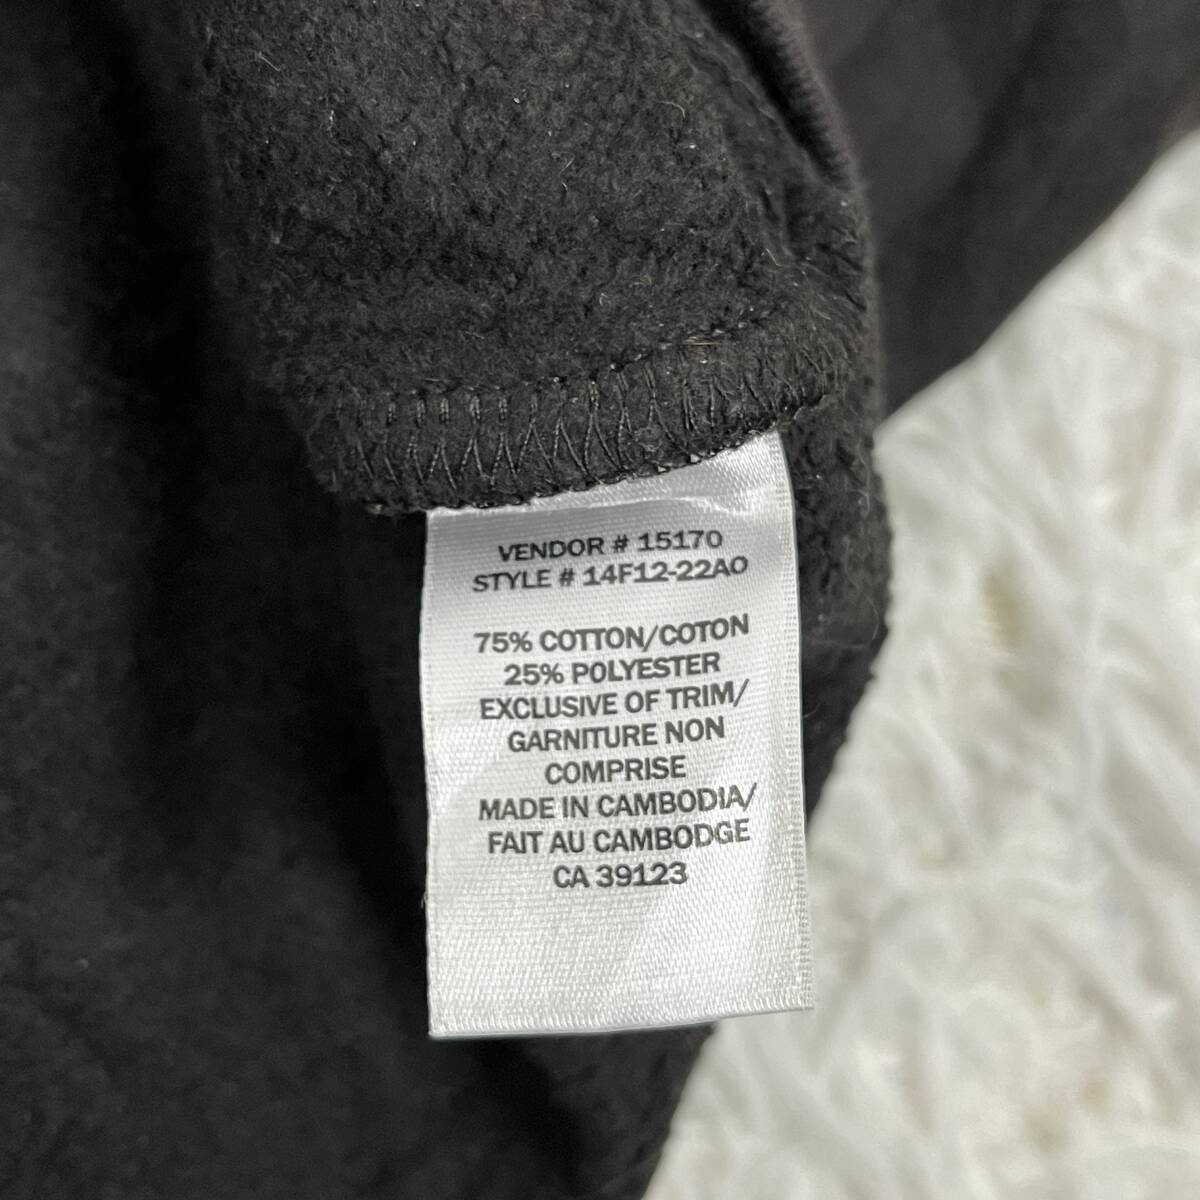 VENDOR # 15170
STYLE # 14F12-22AO
75% COTTON/COTON
25% POLYESTER
EXCLUSIVE OF TRIM/
GARNITURE NON
COMPRISE
MADE IN CAMBODIA/
FAIT AU CAMBODGE
CA 39123